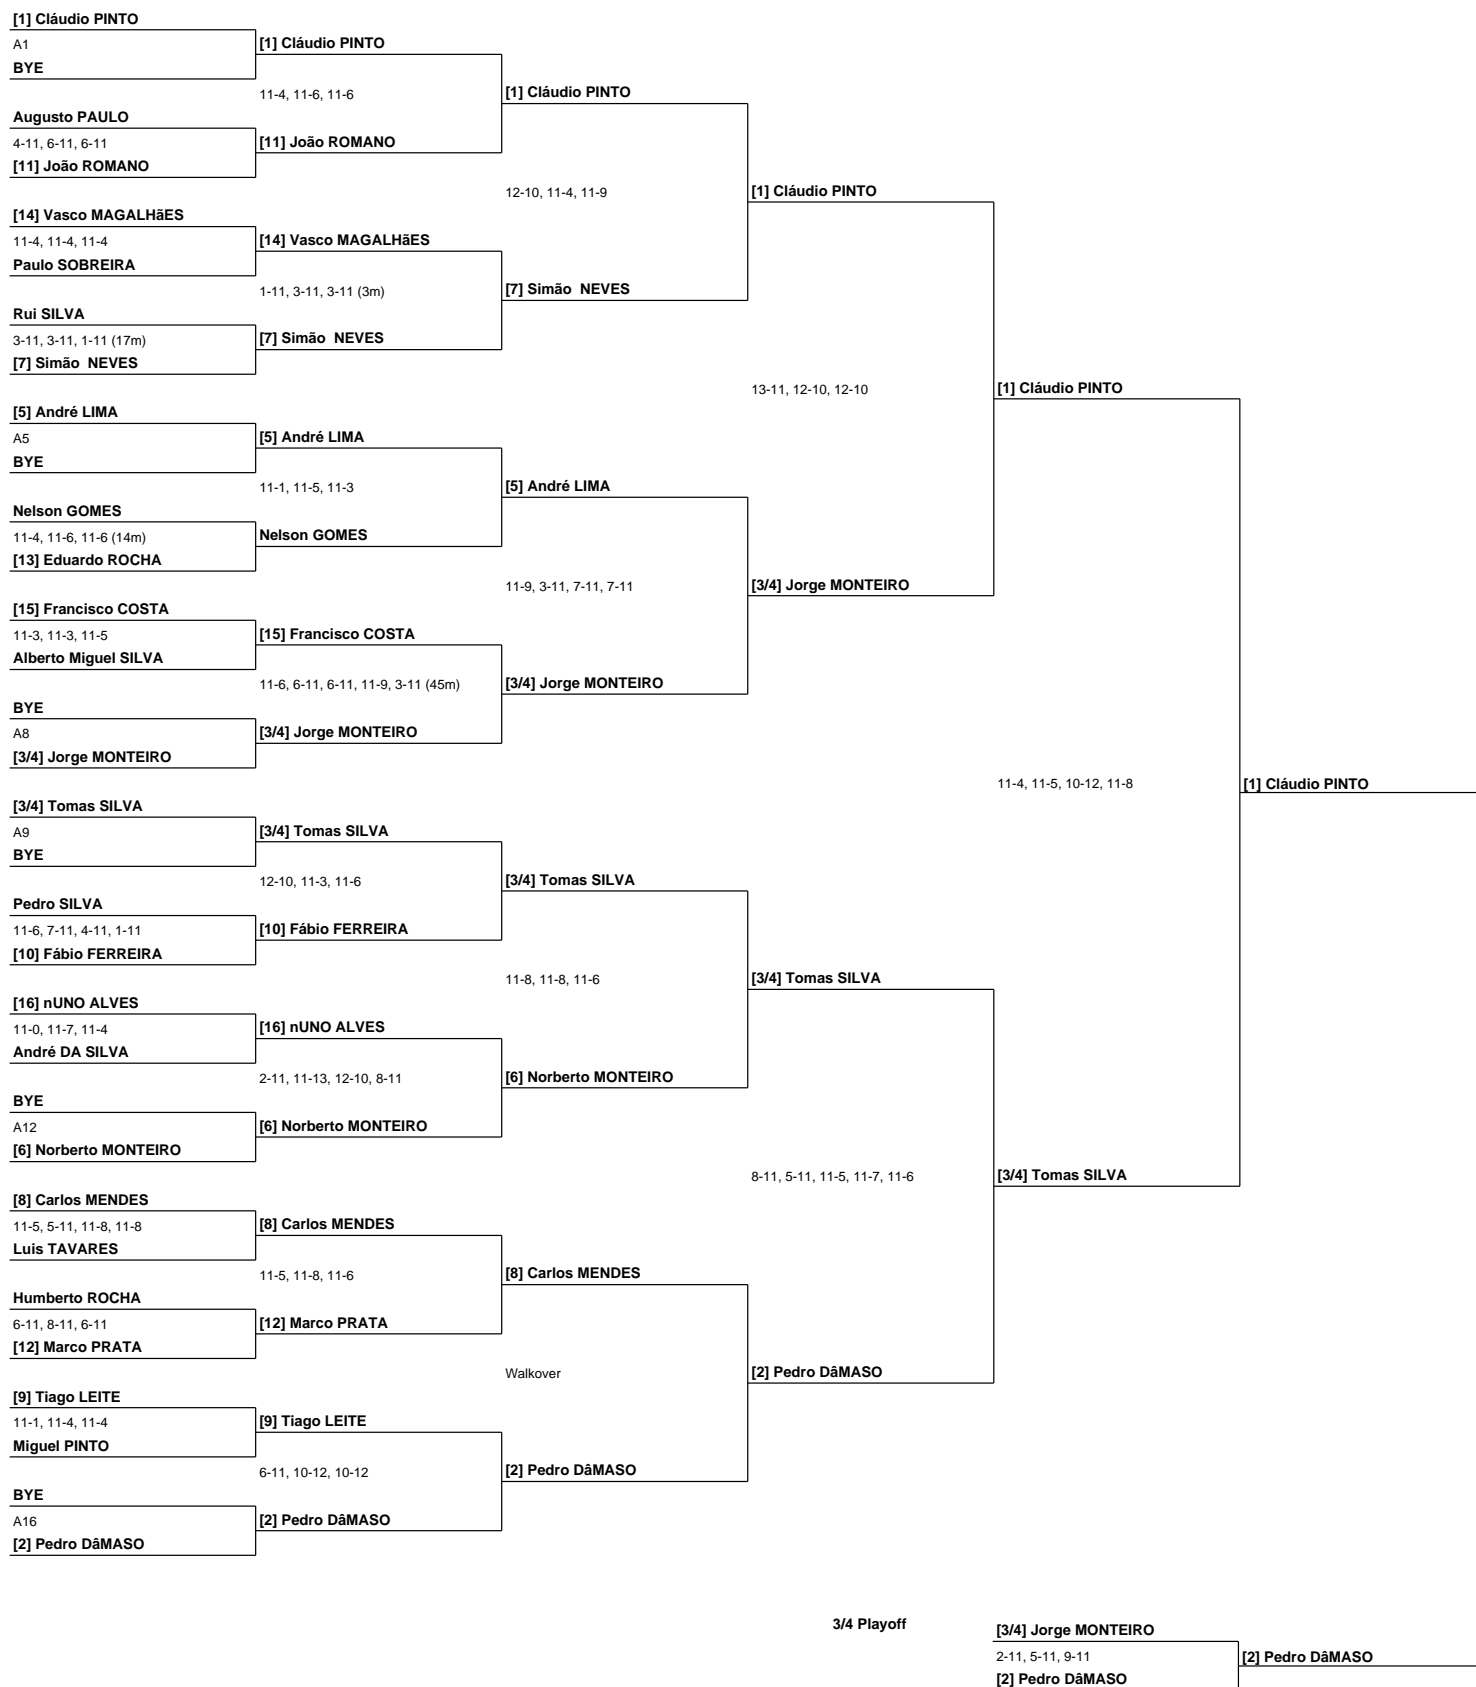 [1] Cláudio PINTO
A1
BYE
[1] Cláudio PINTO
11-4, 11-6, 11-6
[1] Cláudio PINTO
Augusto PAULO
4-11, 6-11, 6-11
[11] João ROMANO
[11] João ROMANO
12-10, 11-4, 11-9
[1] Cláudio PINTO
[14] Vasco MAGALHãES
11-4, 11-4, 11-4
Paulo SOBREIRA
[14] Vasco MAGALHãES
1-11, 3-11, 3-11 (3m)
[7] Simão  NEVES
Rui SILVA
3-11, 3-11, 1-11 (17m)
[7] Simão  NEVES
[7] Simão  NEVES
13-11, 12-10, 12-10
[1] Cláudio PINTO
[5] André LIMA
A5
BYE
[5] André LIMA
11-1, 11-5, 11-3
[5] André LIMA
Nelson GOMES
11-4, 11-6, 11-6 (14m)
[13] Eduardo ROCHA
Nelson GOMES
11-9, 3-11, 7-11, 7-11
[3/4] Jorge MONTEIRO
[15] Francisco COSTA
11-3, 11-3, 11-5
Alberto Miguel SILVA
[15] Francisco COSTA
11-6, 6-11, 6-11, 11-9, 3-11 (45m)
[3/4] Jorge MONTEIRO
BYE
A8
[3/4] Jorge MONTEIRO
[3/4] Jorge MONTEIRO
11-4, 11-5, 10-12, 11-8
[1] Cláudio PINTO
[3/4] Tomas SILVA
A9
BYE
[3/4] Tomas SILVA
12-10, 11-3, 11-6
[3/4] Tomas SILVA
Pedro SILVA
11-6, 7-11, 4-11, 1-11
[10] Fábio FERREIRA
[10] Fábio FERREIRA
11-8, 11-8, 11-6
[3/4] Tomas SILVA
[16] nUNO ALVES
11-0, 11-7, 11-4
André DA SILVA
[16] nUNO ALVES
2-11, 11-13, 12-10, 8-11
[6] Norberto MONTEIRO
BYE
A12
[6] Norberto MONTEIRO
[6] Norberto MONTEIRO
8-11, 5-11, 11-5, 11-7, 11-6
[3/4] Tomas SILVA
[8] Carlos MENDES
11-5, 5-11, 11-8, 11-8
Luis TAVARES
[8] Carlos MENDES
11-5, 11-8, 11-6
[8] Carlos MENDES
Humberto ROCHA
6-11, 8-11, 6-11
[12] Marco PRATA
[12] Marco PRATA
Walkover
[2] Pedro DâMASO
[9] Tiago LEITE
11-1, 11-4, 11-4
Miguel PINTO
[9] Tiago LEITE
6-11, 10-12, 10-12
[2] Pedro DâMASO
BYE
A16
[2] Pedro DâMASO
[2] Pedro DâMASO
3/4 Playoff
[3/4] Jorge MONTEIRO
2-11, 5-11, 9-11
[2] Pedro DâMASO
[2] Pedro DâMASO